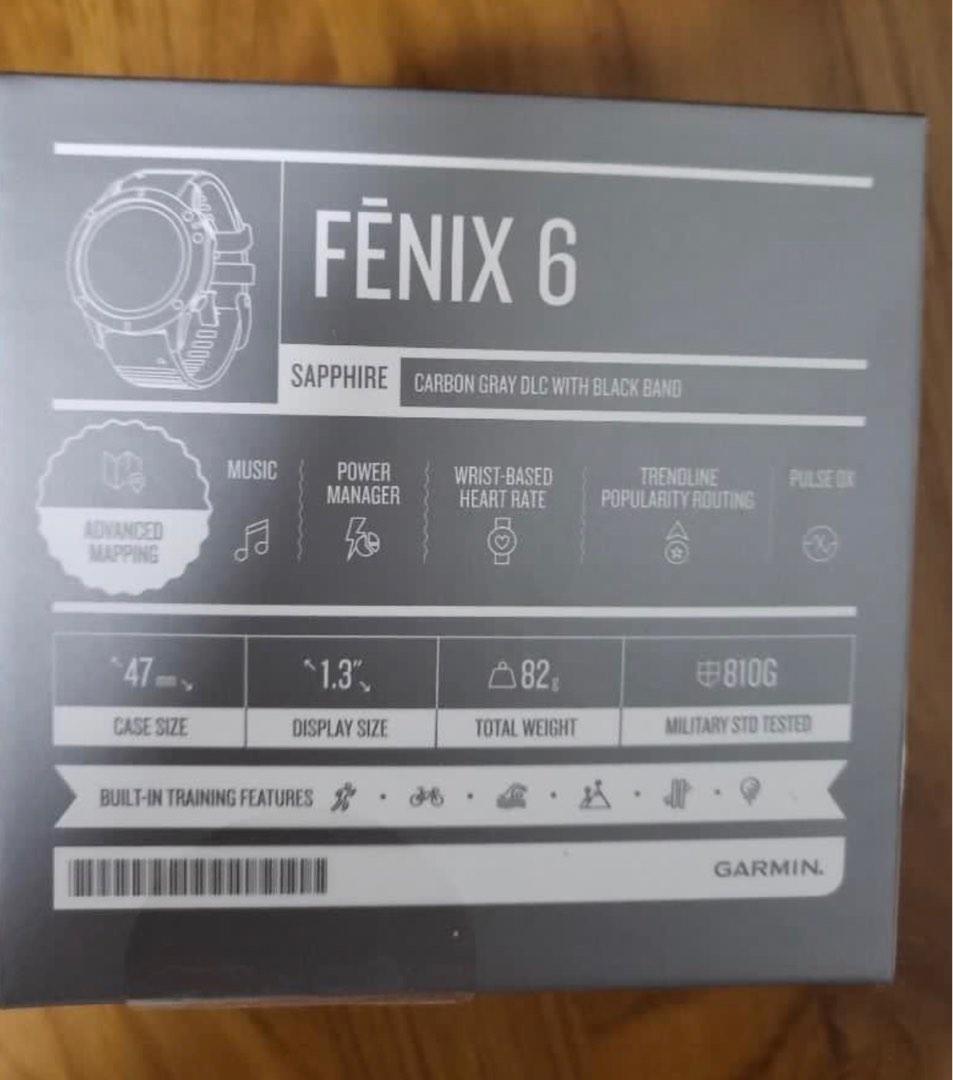 FĒNIX 6
SAPPHIRE
CARBON GRAY DLC WITH BLACK BAND
ADVANCED
MAPPING
MUSIC
POWER
MANAGER
WRIST-BASED
HEART RATE
TRENDLINE
POPULARITY ROUTING
PULSE OX
47 mm
CASE SIZE
1.3″
DISPLAY SIZE
82 g
TOTAL WEIGHT
810G
MILITARY STD TESTED
BUILT-IN TRAINING FEATURES
GARMIN.